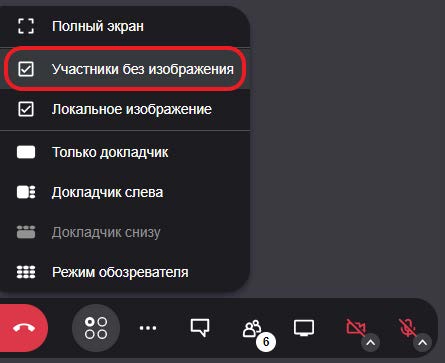 Полный экран
Участники без изображения
Локальное изображение
Только докладчик
Докладчик слева
Докладчик снизу
Режим обозревателя
6